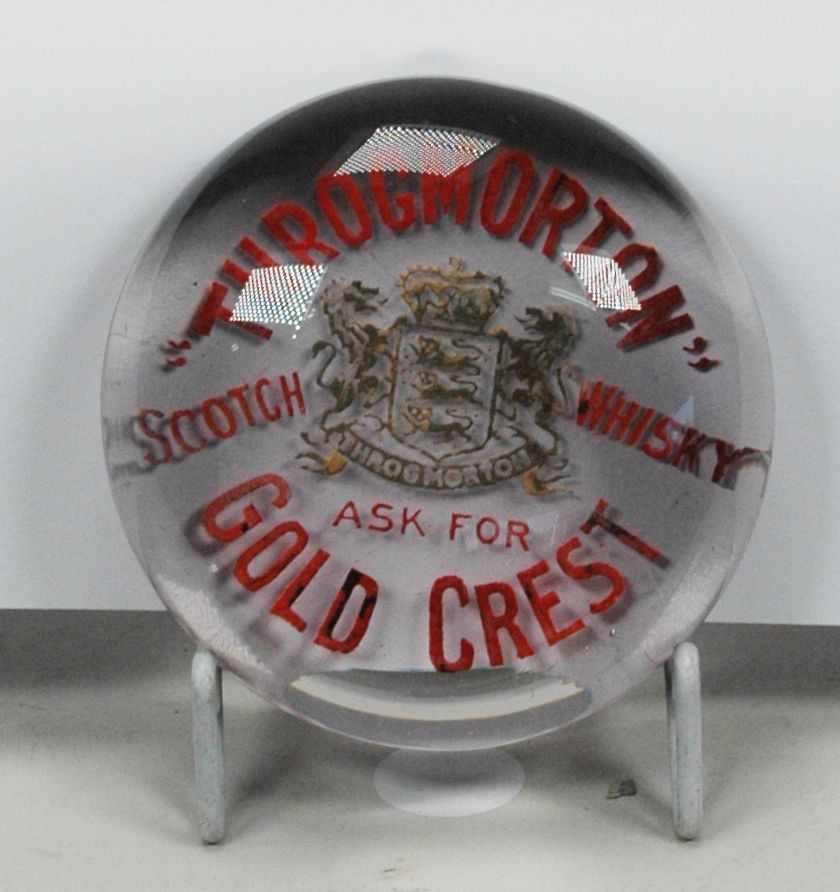 "THROGMORTON"
SCOTCH WHISKY
THROGMORTON
ASK FOR
GOLD CREST